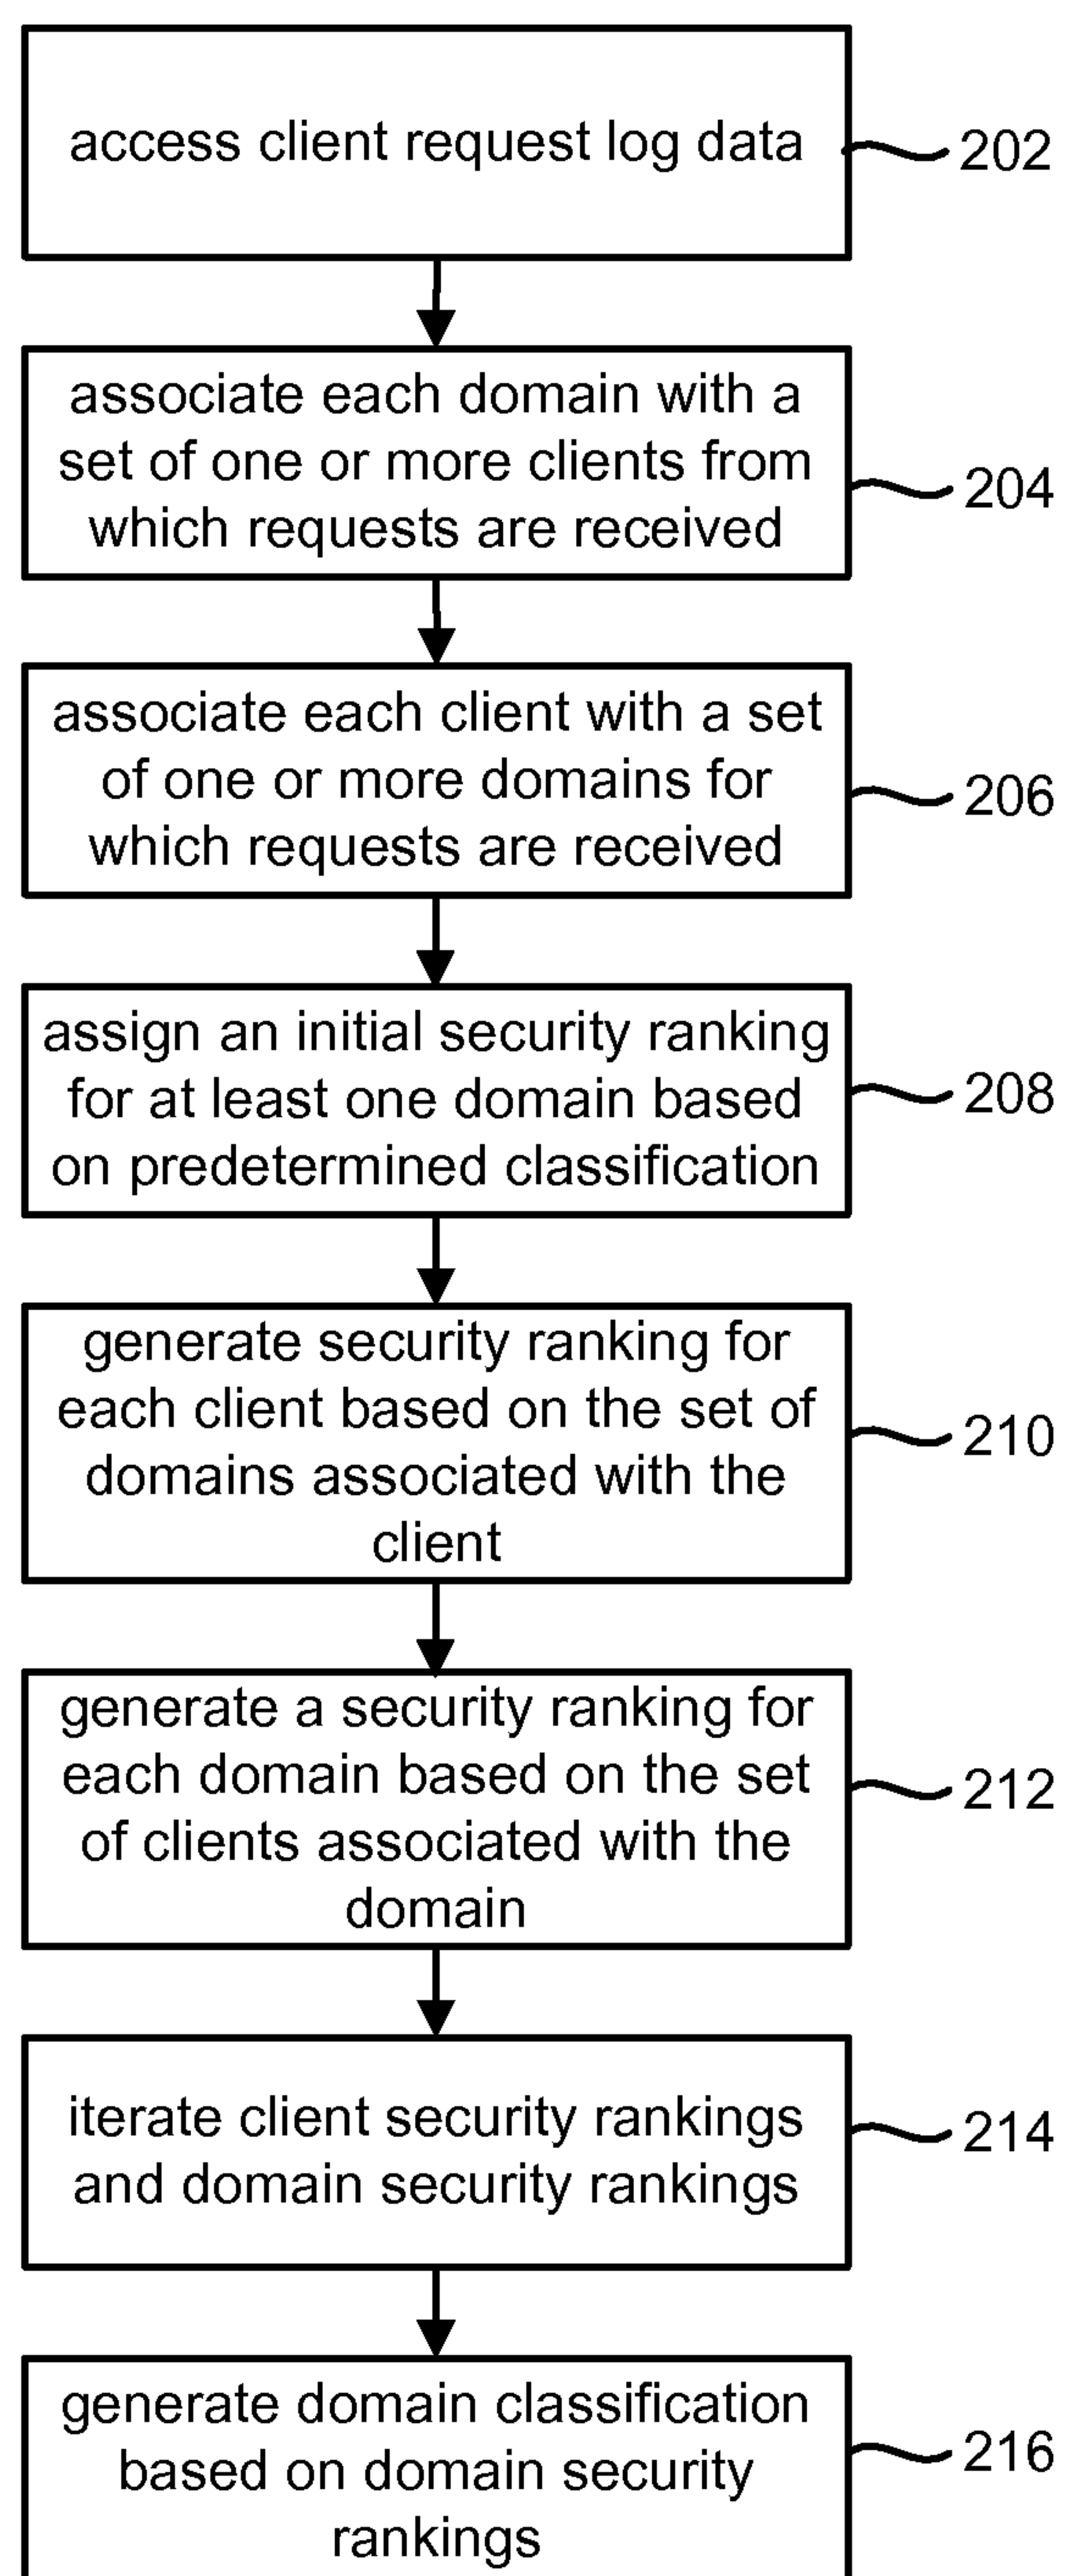 access client request log data
202
associate each domain with a
set of one or more clients from
which requests are received
204
associate each client with a set
of one or more domains for
which requests are received
206
assign an initial security ranking
for at least one domain based
on predetermined classification
208
generate security ranking for
each client based on the set of
domains associated with the
client
210
generate a security ranking for
each domain based on the set
of clients associated with the
domain
212
iterate client security rankings
and domain security rankings
214
generate domain classification
based on domain security
rankings
216